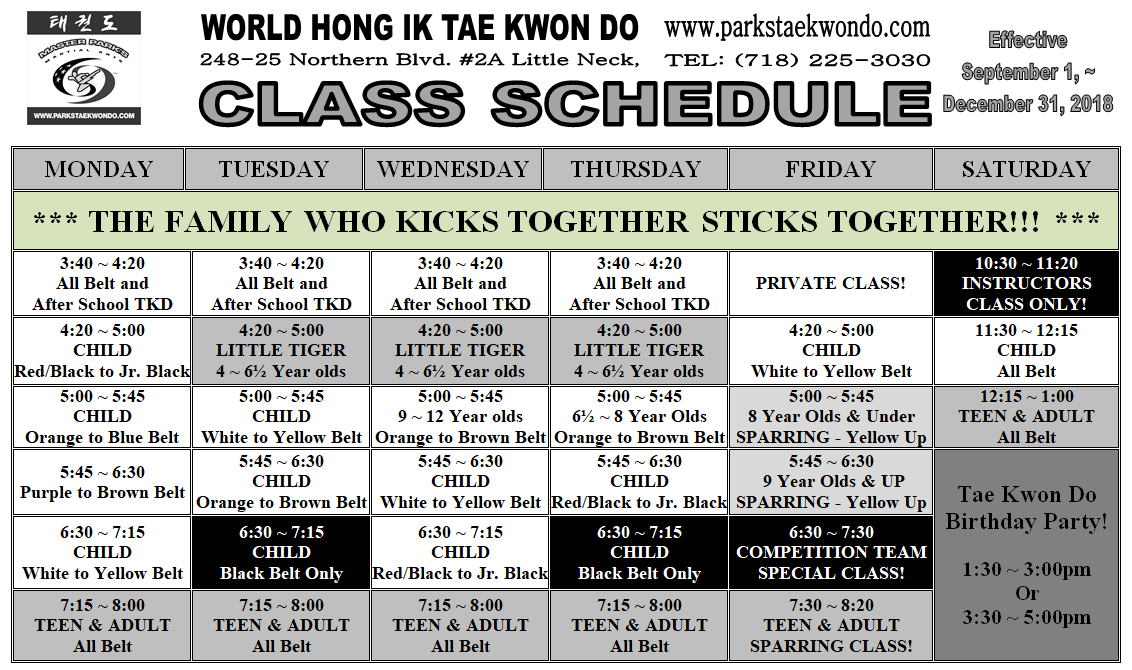 태권도
MASTER PARKS
MARTIAL ARTS
WWW.PARKSTAEKWONDO.COM
WORLD HONG IK TAE KWON DO www.parkstaekwondo.com
248-25 Northern Blvd. #2A Little Neck, TEL: (718) 225-3030
CLASS SCHEDULE
Effective
September 1, ~
December 31, 2018
MONDAY TUESDAY WEDNESDAY THURSDAY FRIDAY SATURDAY
*** THE FAMILY WHO KICKS TOGETHER STICKS TOGETHER!!! ***
3:40 ~ 4:20
All Belt and
After School TKD
3:40 ~ 4:20
All Belt and
After School TKD
3:40 ~ 4:20
All Belt and
After School TKD
3:40 ~ 4:20
All Belt and
After School TKD
PRIVATE CLASS!
10:30 ~ 11:20
INSTRUCTORS
CLASS ONLY!
4:20 ~ 5:00
CHILD
Red/Black to Jr. Black
4:20 ~ 5:00
LITTLE TIGER
4 ~ 6½ Year olds
4:20 ~ 5:00
LITTLE TIGER
4 ~ 6½ Year olds
4:20 ~ 5:00
LITTLE TIGER
4 ~ 6½ Year olds
4:20 ~ 5:00
CHILD
White to Yellow Belt
11:30 ~ 12:15
CHILD
All Belt
5:00 ~ 5:45
CHILD
Orange to Blue Belt
5:00 ~ 5:45
CHILD
White to Yellow Belt
5:00 ~ 5:45
9 ~ 12 Year olds
Orange to Brown Belt
5:00 ~ 5:45
6½ ~ 8 Year Olds
Orange to Brown Belt
5:00 ~ 5:45
8 Year Olds & Under
SPARRING - Yellow Up
12:15 ~ 1:00
TEEN & ADULT
All Belt
5:45 ~ 6:30
Purple to Brown Belt
5:45 ~ 6:30
CHILD
Orange to Brown Belt
5:45 ~ 6:30
CHILD
White to Yellow Belt
5:45 ~ 6:30
CHILD
Red/Black to Jr. Black
5:45 ~ 6:30
9 Year Olds & UP
SPARRING - Yellow Up
Tae Kwon Do
Birthday Party!
1:30 ~ 3:00pm
Or
3:30 ~ 5:00pm
6:30 ~ 7:15
CHILD
White to Yellow Belt
6:30 ~ 7:15
CHILD
Black Belt Only
6:30 ~ 7:15
CHILD
Red/Black to Jr. Black
6:30 ~ 7:15
CHILD
Black Belt Only
6:30 ~ 7:30
COMPETITION TEAM
SPECIAL CLASS!
7:15 ~ 8:00
TEEN & ADULT
All Belt
7:15 ~ 8:00
TEEN & ADULT
All Belt
7:15 ~ 8:00
TEEN & ADULT
All Belt
7:15 ~ 8:00
TEEN & ADULT
All Belt
7:30 ~ 8:20
TEEN & ADULT
SPARRING CLASS!